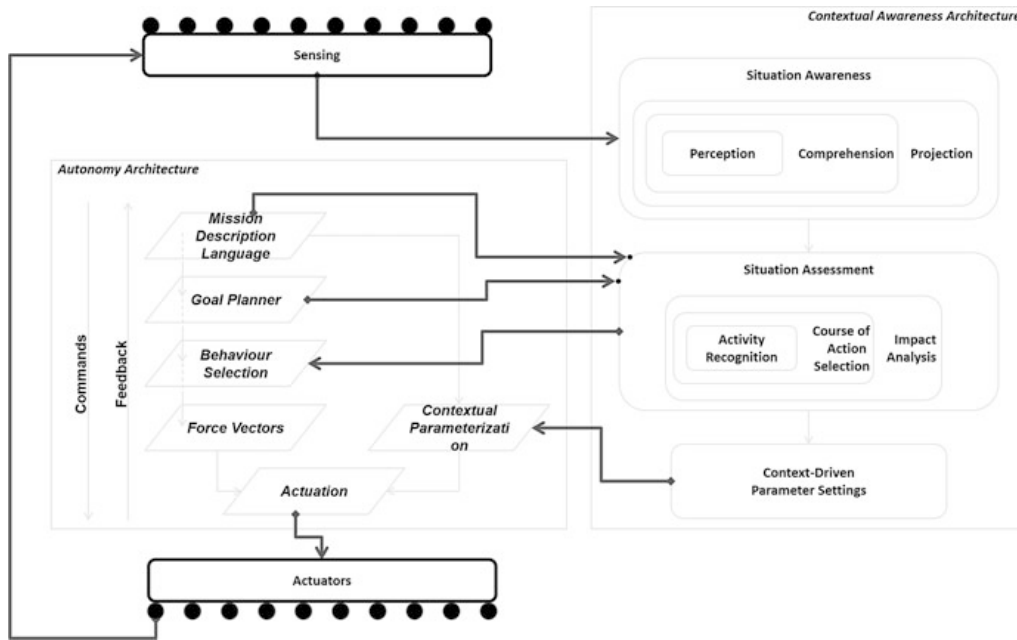 Contextual Awareness Architecture
Sensing
Situation Awareness
Perception
Comprehension
Projection
Autonomy Architecture
Mission
Description
Language
Goal Planner
Behaviour
Selection
Force Vectors
Contextual
Parameterizati
on
Actuation
Commands
Feedback
Situation Assessment
Activity
Recognition
Course of
Action
Selection
Impact
Analysis
Context-Driven
Parameter Settings
Actuators